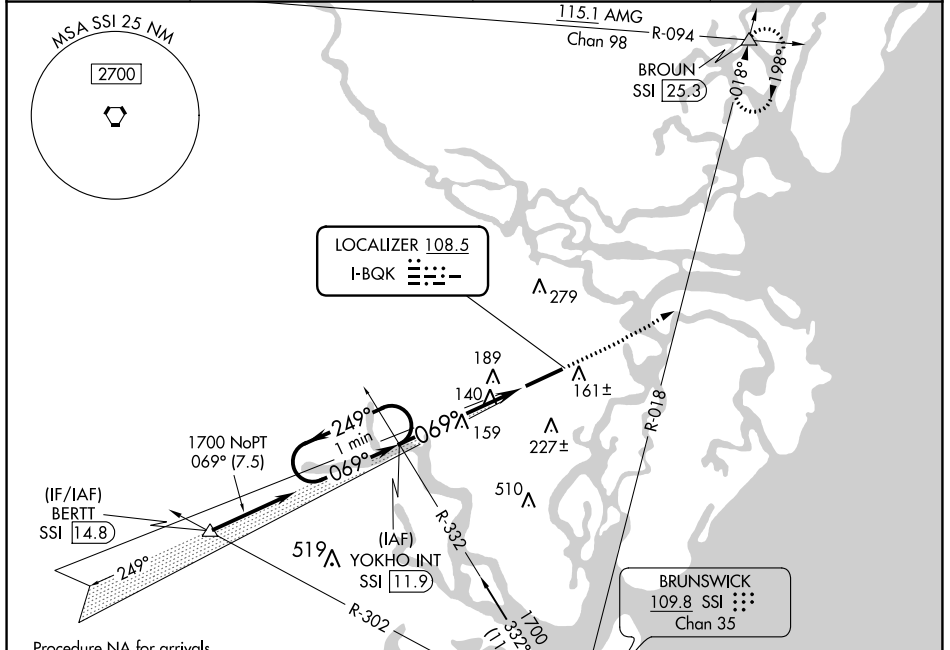 MSA SSI 25 NM
2700
115.1 AMG
Chan 98
R-094
BROUN
SSI 25.3
018°
198°
LOCALIZER 108.5
I-BQK
279
189
140
161±
159
227±
510
249°
1 min
069°
069°
1700 NoPT
069° (7.5)
(IF/IAF)
BERTT
SSI 14.8
249°
519
(IAF)
YOKHO INT
SSI 11.9
R-332
R-018
R-302
1700
332°
(11
BRUNSWICK
109.8 SSI
Chan 35
Procedure NA for arrivals